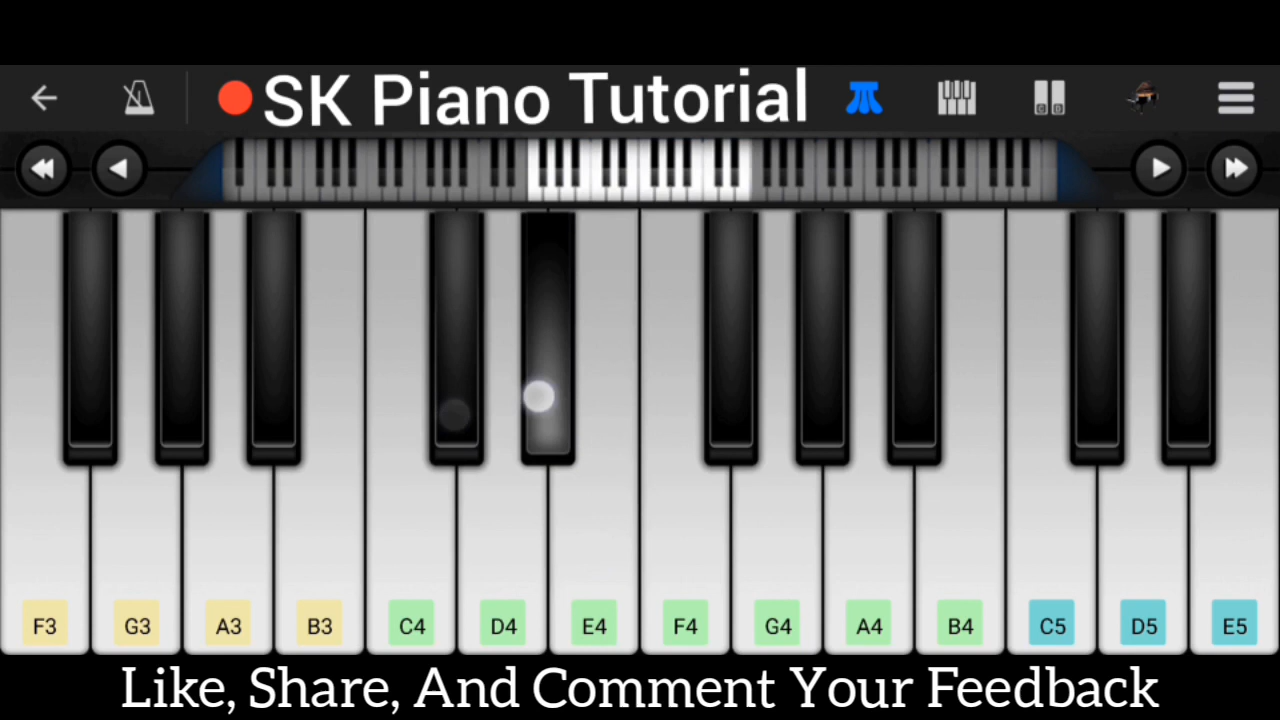 SK Piano Tutorial
C D
F3 G3 A3 B3 C4 D4 E4 F4 G4 A4 B4 C5 D5 E5
Like, Share, And Comment Your Feedback